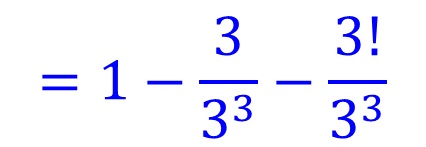 = 1 − 3/3³ − 3!/3³